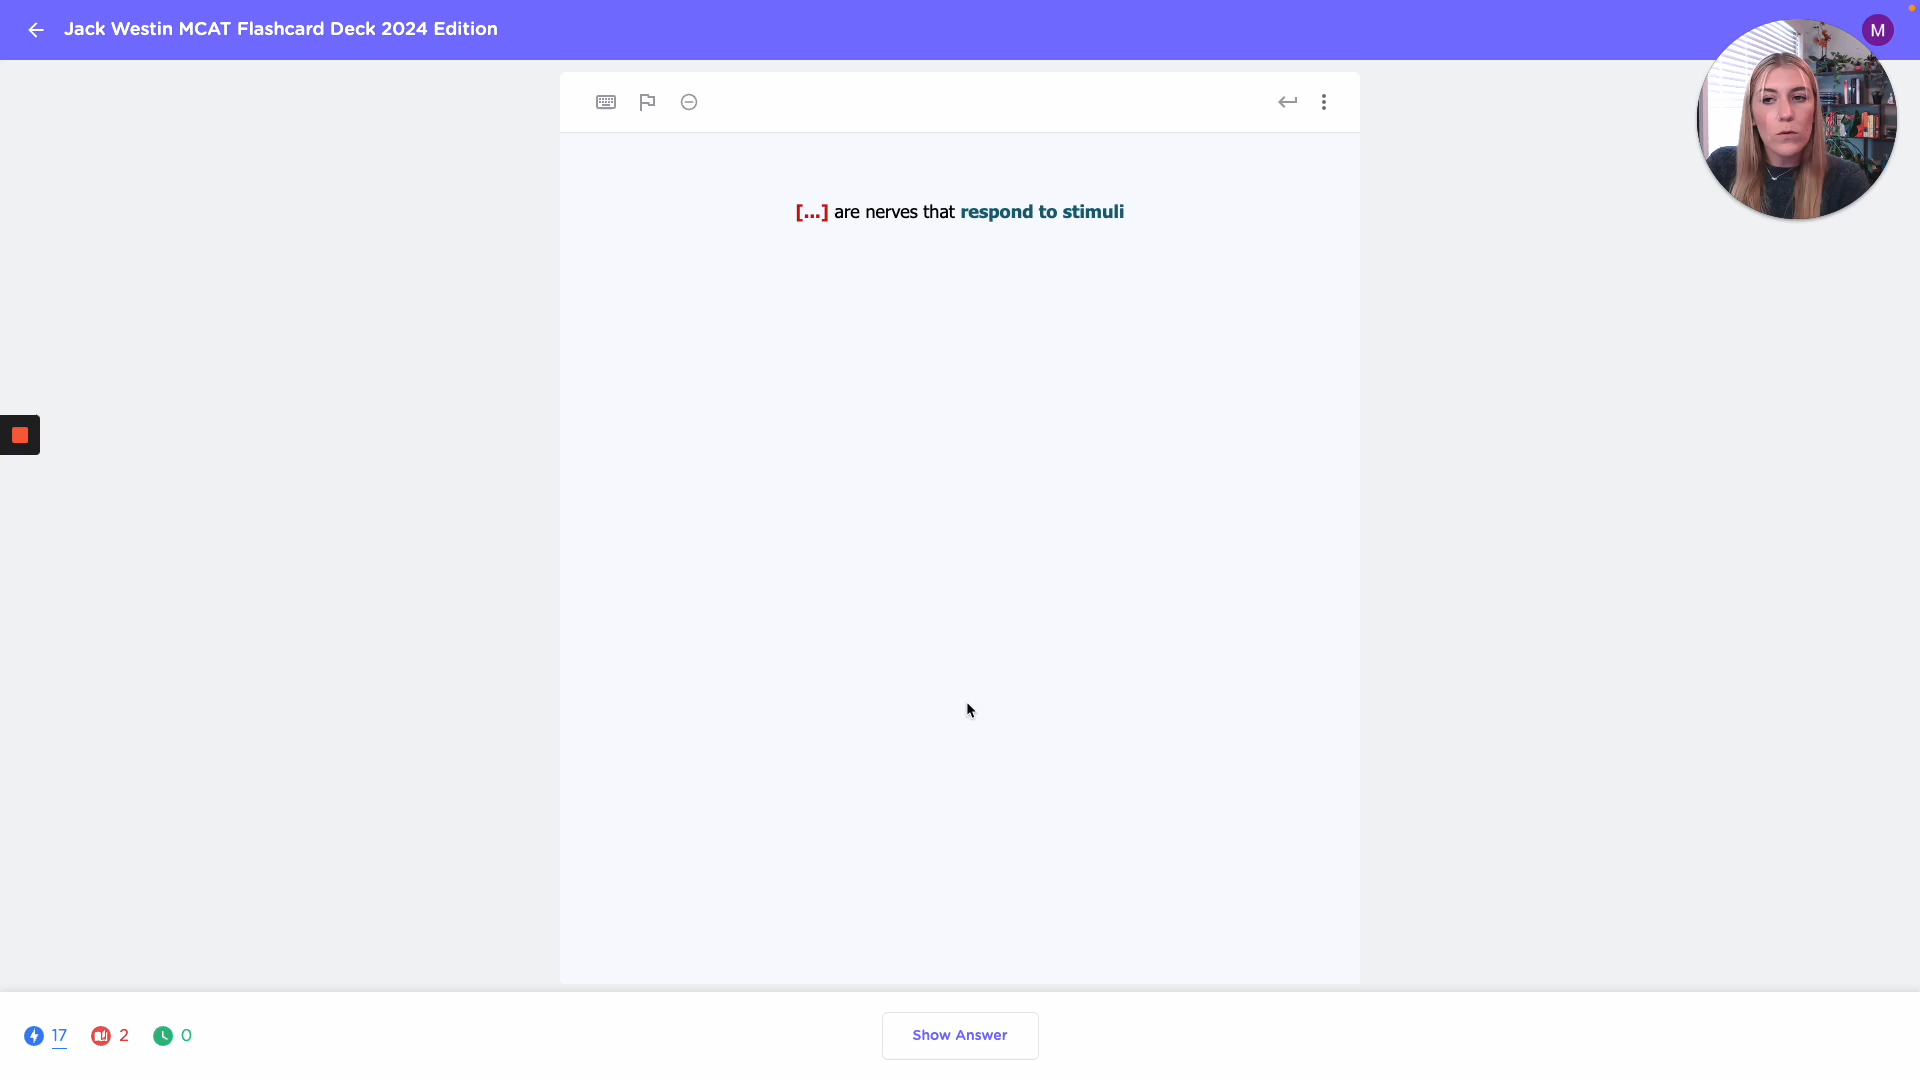 Jack Westin MCAT Flashcard Deck 2024 Edition
M
[...] are nerves that respond to stimuli
17
2
0
Show Answer